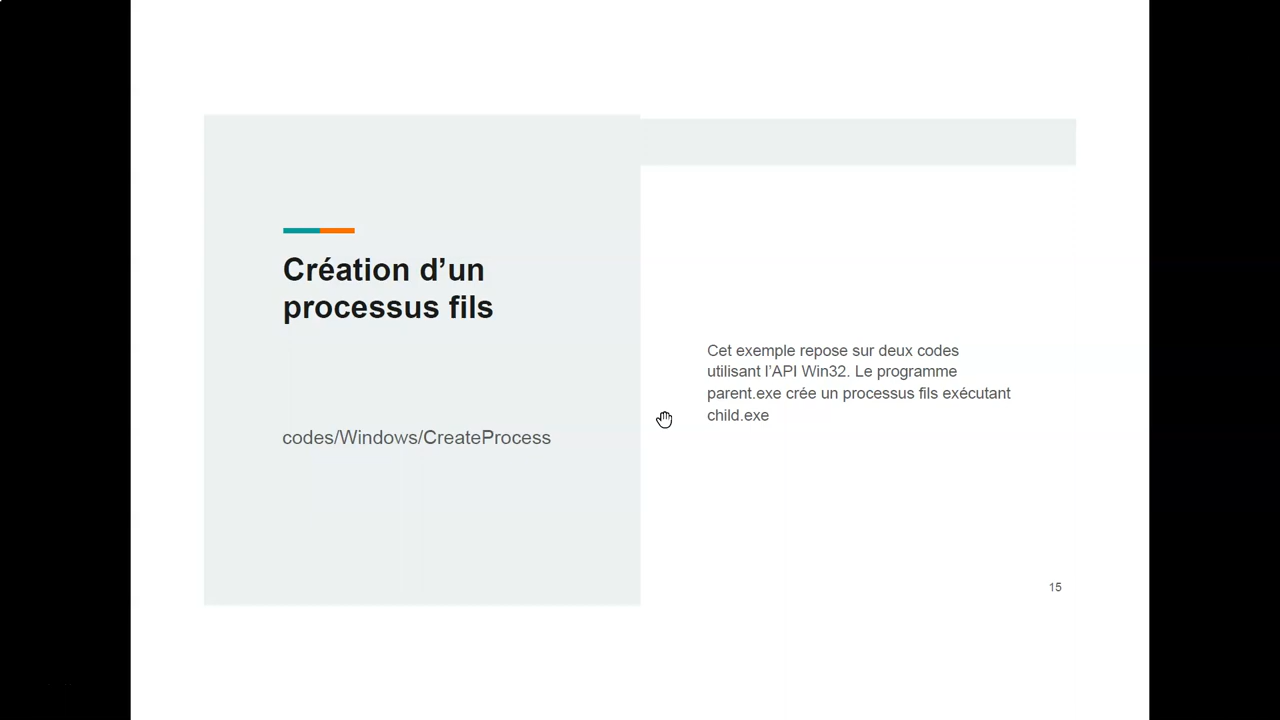 Création d’un
processus fils
codes/Windows/CreateProcess
Cet exemple repose sur deux codes
utilisant l’API Win32. Le programme
parent.exe crée un processus fils exécutant
child.exe
15